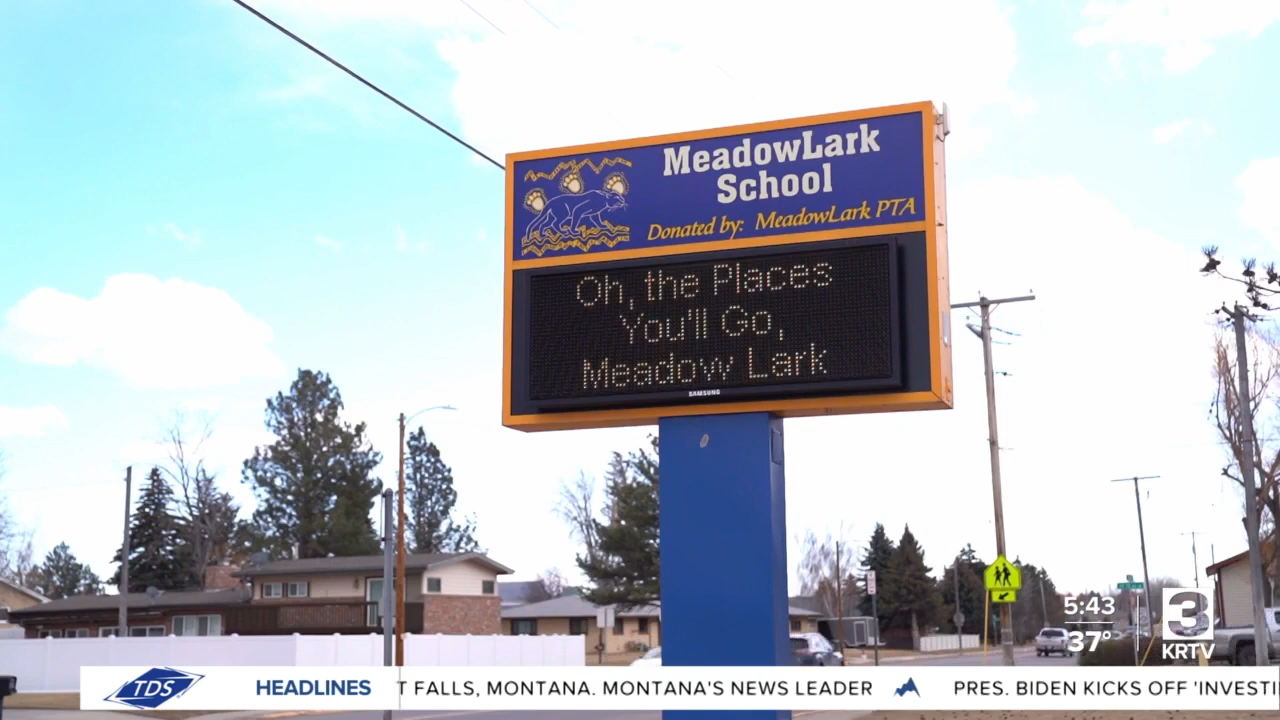 MeadowLark
School
Donated by: MeadowLark PTA
Oh, the Places
You'll Go,
Meadow Lark
SAMSUNG
5:43
37°
3
KRTV
TDS
HEADLINES
T FALLS, MONTANA. MONTANA'S NEWS LEADER
PRES. BIDEN KICKS OFF 'INVESTI